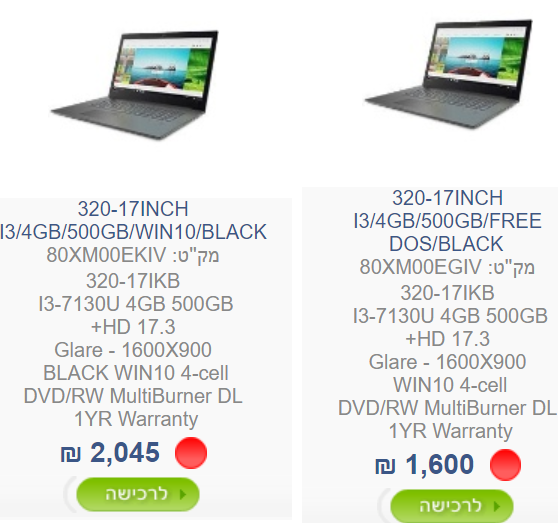 320-17INCH
I3/4GB/500GB/WIN10/BLACK
מק"ט: 80XM00EKIV
320-17IKB
I3-7130U 4GB 500GB
+HD 17.3
Glare - 1600X900
BLACK WIN10 4-cell
DVD/RW MultiBurner DL
1YR Warranty
₪ 2,045
לרכישה
320-17INCH
I3/4GB/500GB/FREE
DOS/BLACK
מק"ט: 80XM00EGIV
320-17IKB
I3-7130U 4GB 500GB
+HD 17.3
Glare - 1600X900
WIN10 4-cell
DVD/RW MultiBurner DL
1YR Warranty
₪ 1,600
לרכישה